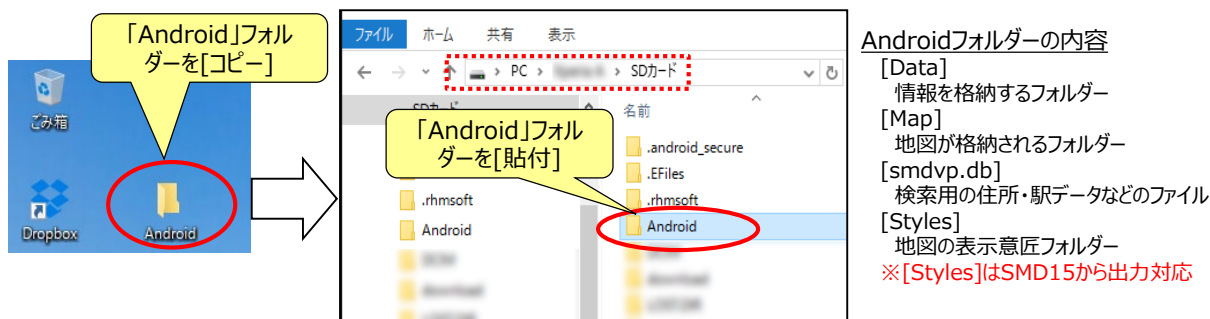 「Android」フォル
ダーを[コピー]
ごみ箱
Dropbox
Android
ファイル
ホーム
共有
表示
PC
SDカード
SDカード
名前
「Android」フォル
ダーを[貼付]
.rhmsoft
Android
.android_secure
.EFiles
.rhmsoft
Android
Androidフォルダーの内容
[Data]
情報を格納するフォルダー
[Map]
地図が格納されるフォルダー
[smdvp.db]
検索用の住所・駅データなどのファイル
[Styles]
地図の表示意匠フォルダー
※[Styles]はSMD15から出力対応